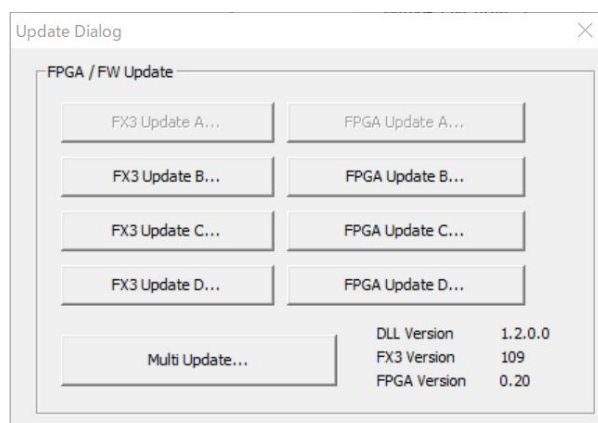 Update Dialog
FPGA / FW Update
FX3 Update A... FPGA Update A...
FX3 Update B... FPGA Update B...
FX3 Update C... FPGA Update C...
FX3 Update D... FPGA Update D...
Multi Update...
DLL Version 1.2.0.0
FX3 Version 109
FPGA Version 0.20